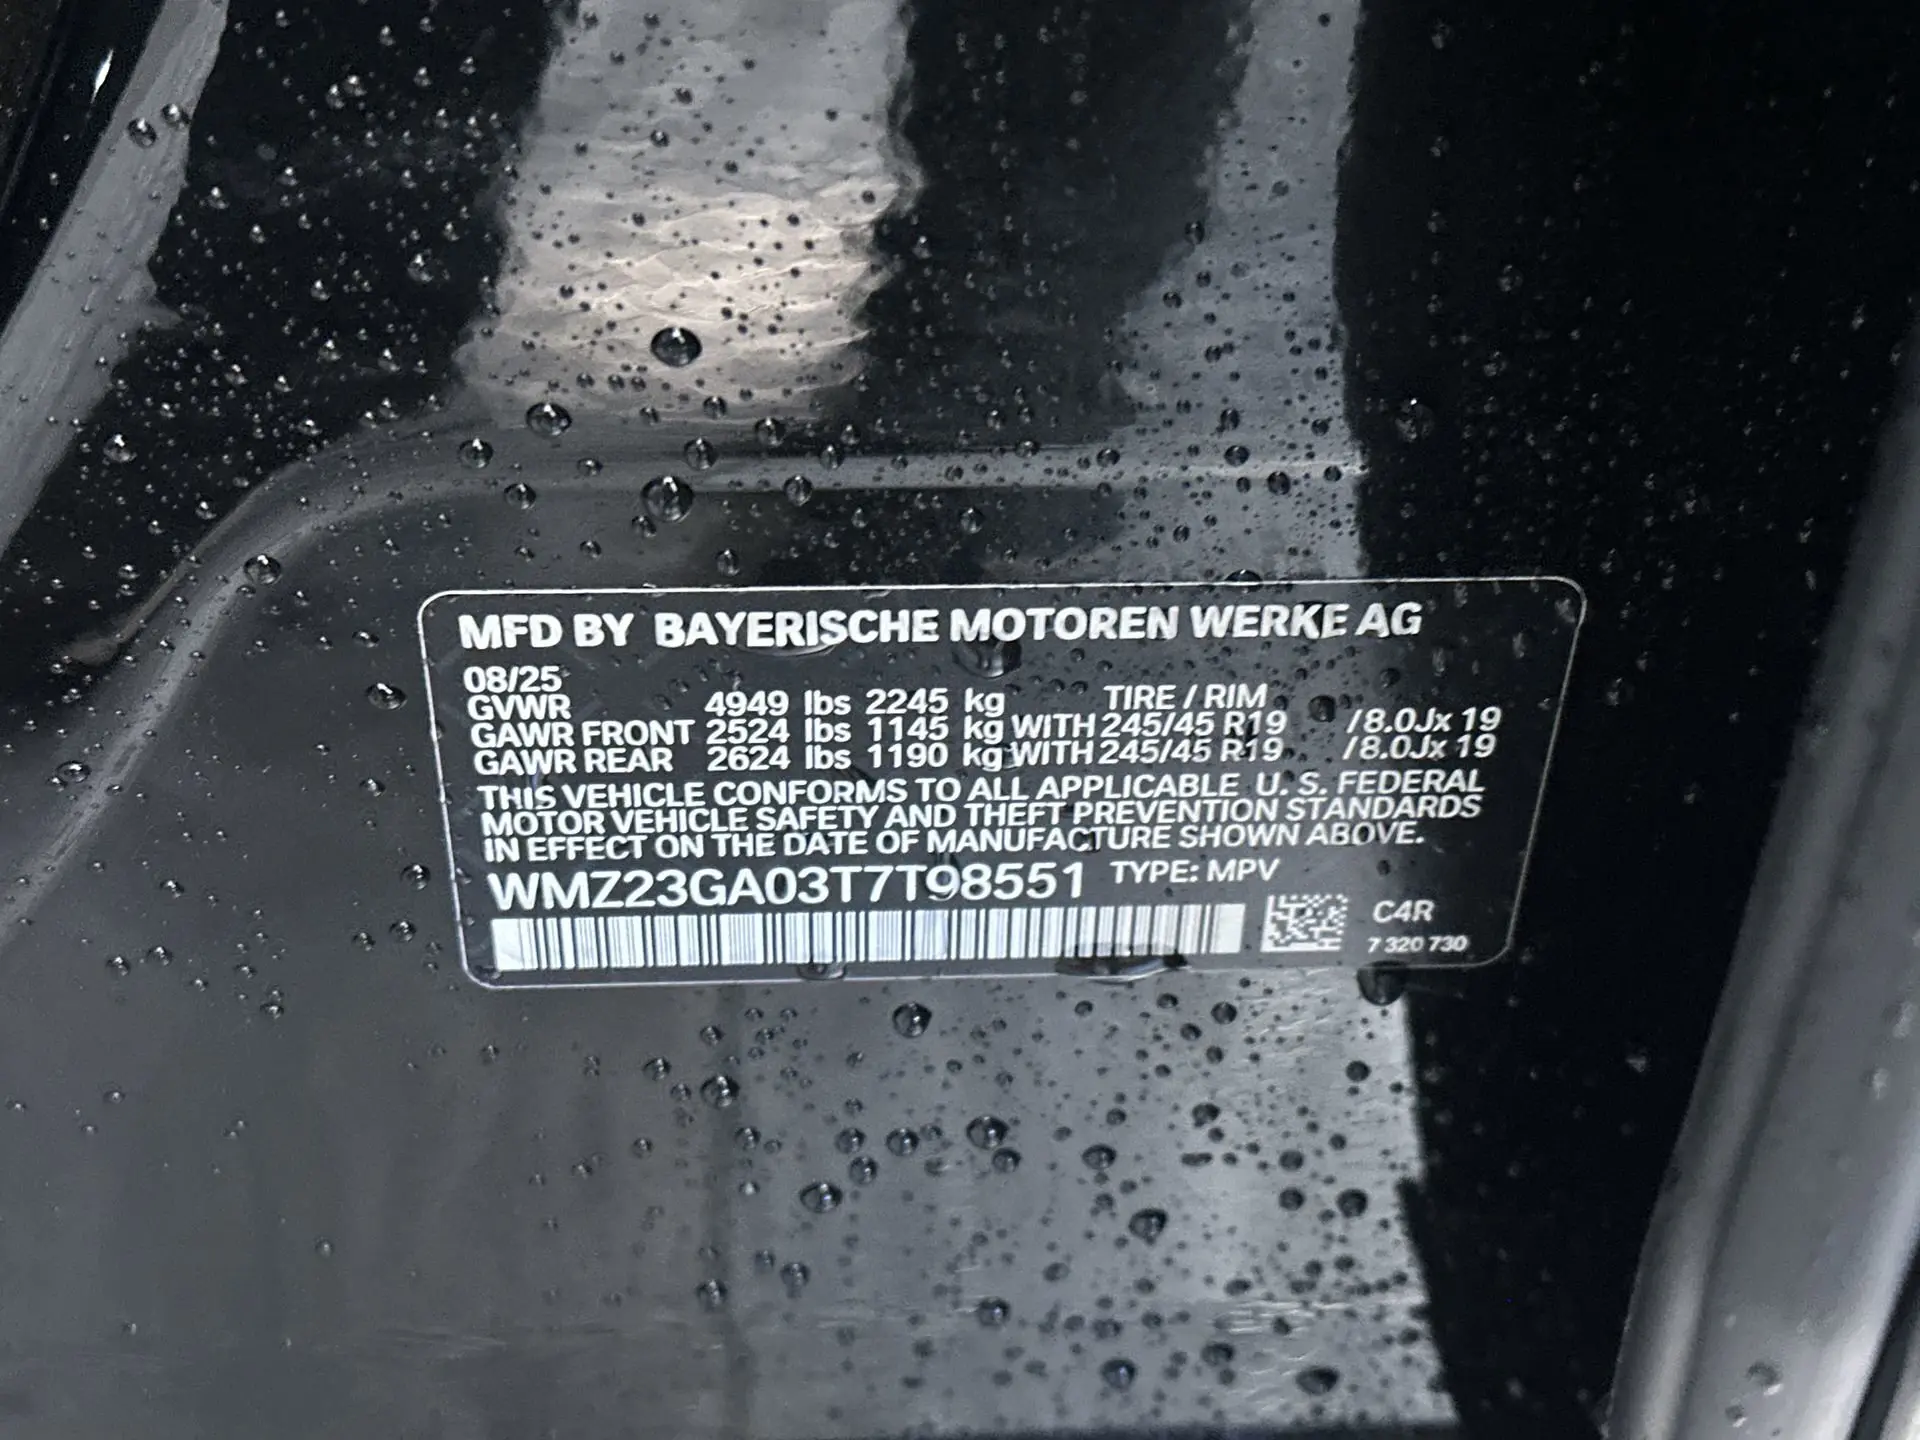 MFD BY BAYERISCHE MOTOREN WERKE AG
08/25
GVWR 4949 lbs 2245 kg TIRE / RIM
GAWR FRONT 2524 lbs 1145 kg WITH 245/45 R19 /8.0Jx 19
GAWR REAR 2624 lbs 1190 kg WITH 245/45 R19 /8.0Jx 19
THIS VEHICLE CONFORMS TO ALL APPLICABLE U. S. FEDERAL
MOTOR VEHICLE SAFETY AND THEFT PREVENTION STANDARDS
IN EFFECT ON THE DATE OF MANUFACTURE SHOWN ABOVE.
WMZ23GA03T7T98551 TYPE: MPV
C4R
7 320 730